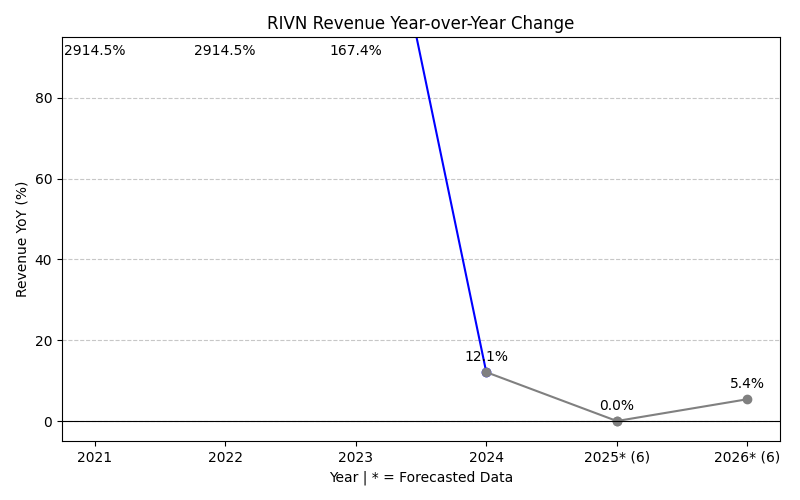 RIVN Revenue Year-over-Year Change
2914.5% 2914.5% 167.4%
80
60
40
20
0
12.1%
0.0%
5.4%
Revenue YoY (%)
2021 2022 2023 2024 2025* (6) 2026* (6)
Year | * = Forecasted Data